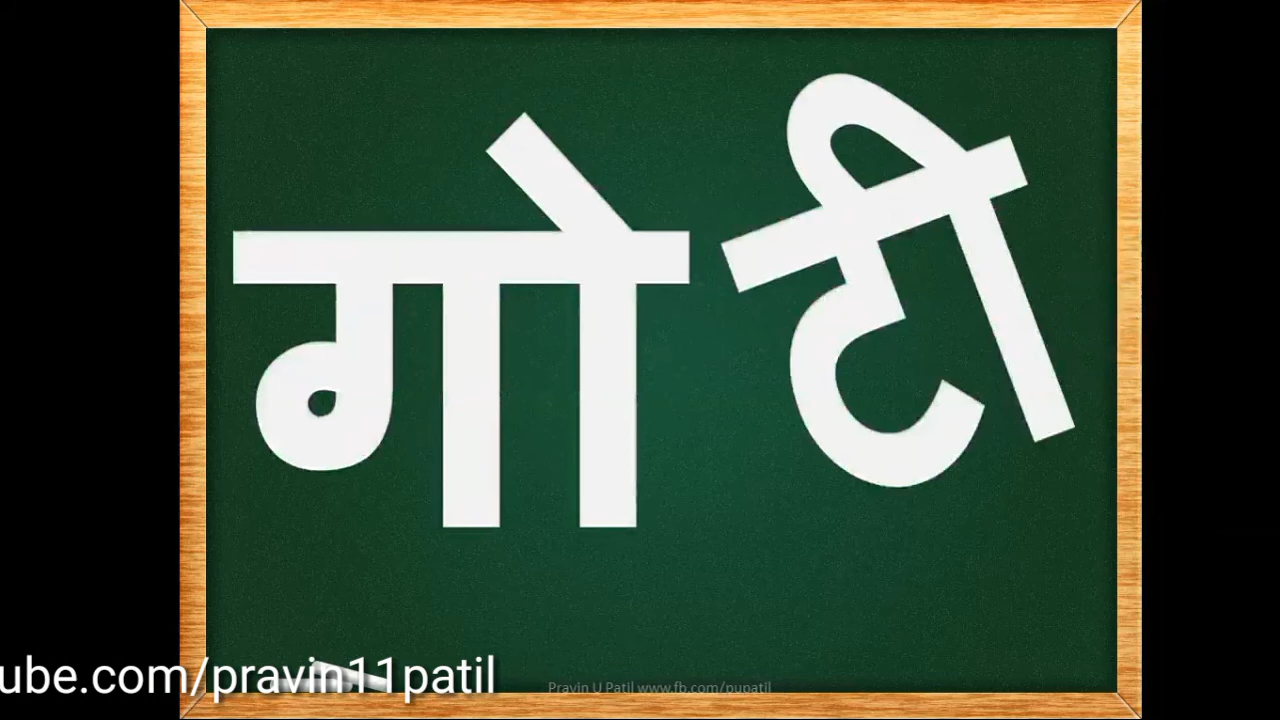 गो टी
ube.com/pravin11patil
Pravin U Patil www.fb.com/pupatil